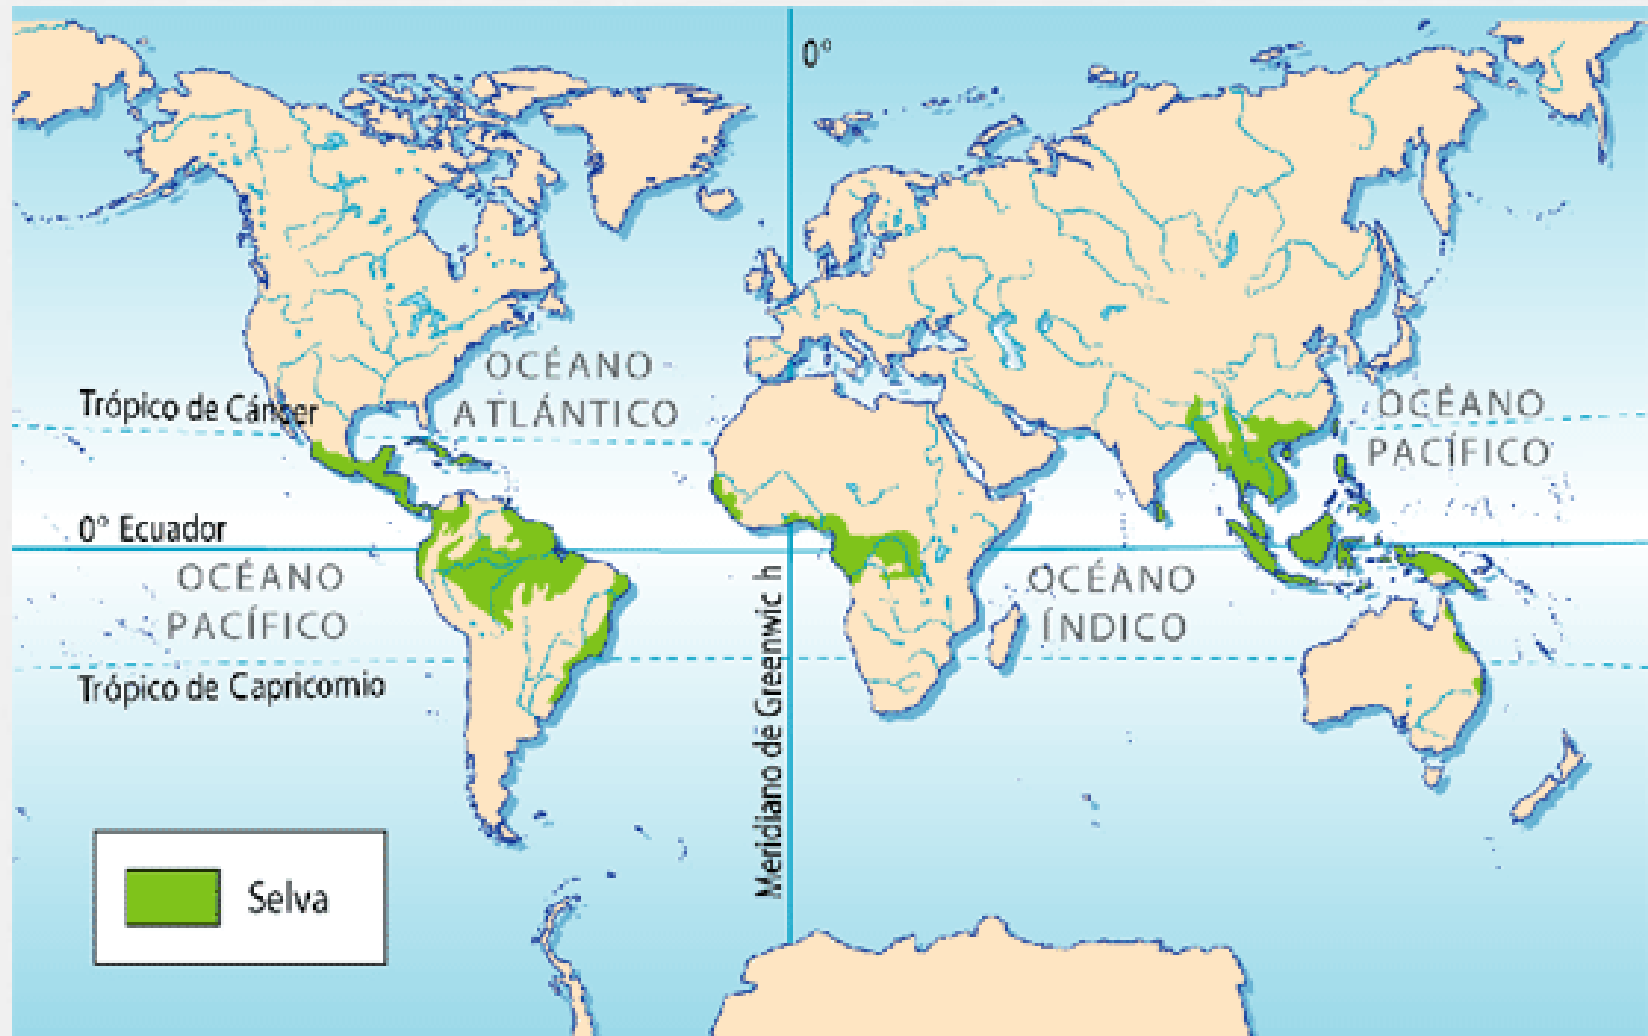 0°
OCÉANO
ATLÁNTICO
Trópico de Cáncer
OCÉANO
PACÍFICO
0° Ecuador
OCÉANO
PACÍFICO
OCÉANO
ÍNDICO
Trópico de Capricornio
Meridiano de Greenwic h
Selva